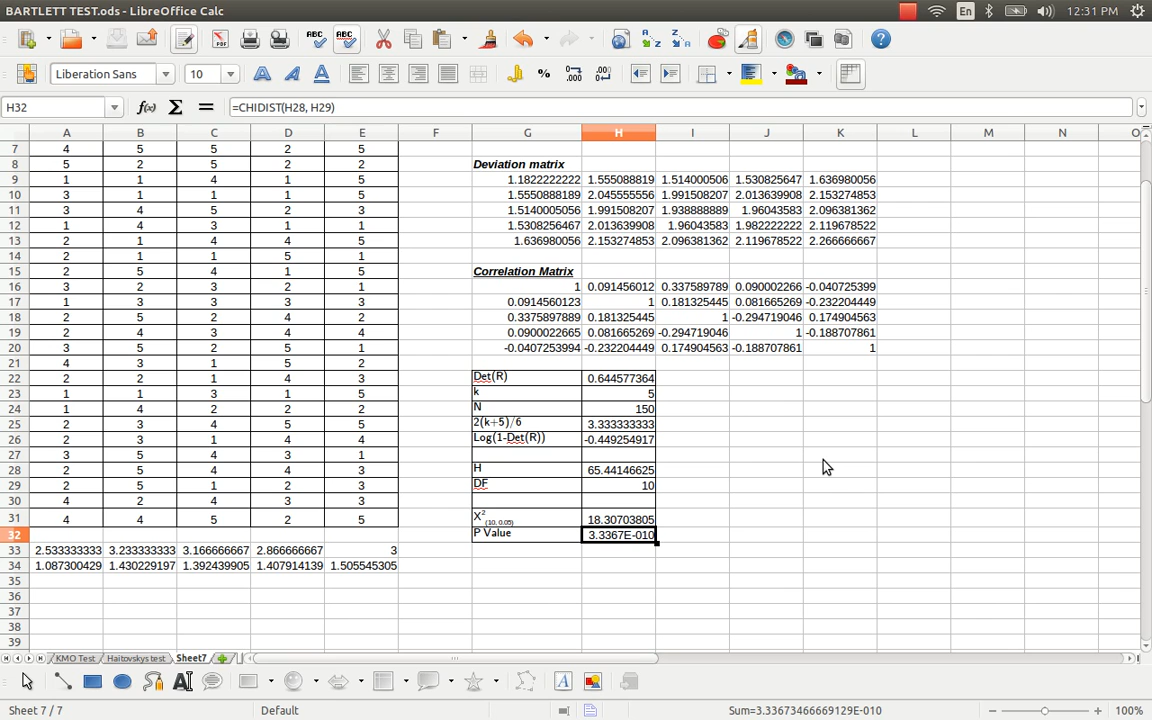 BARTLETT TEST.ods - LibreOffice Calc En 12:31 PM
Liberation Sans 10
H32 =CHIDIST(H28, H29)
A B C D E F G H I J K L M N O
7 4 5 5 2 5
8 5 2 5 2 2 Deviation matrix
9 1 1 4 1 5 1.1822222222 1.555088819 1.514000506 1.530825647 1.636980056
10 3 1 1 1 5 1.5550888189 2.045555556 1.991508207 2.013639908 2.153274853
11 3 4 5 2 3 1.5140005056 1.991508207 1.938888889 1.96043583 2.096381362
12 1 4 3 1 1 1.5308256467 2.013639908 1.96043583 1.982222222 2.119678522
13 2 1 4 4 5 1.636980056 2.153274853 2.096381362 2.119678522 2.266666667
14 2 1 1 5 1
15 2 5 4 1 5 Correlation Matrix
16 3 2 3 2 1 1 0.091456012 0.337589789 0.090002266 -0.040725399
17 1 3 3 3 3 0.0914560123 1 0.181325445 0.081665269 -0.232204449
18 2 5 2 4 2 0.3375897889 0.181325445 1 -0.294719046 0.174904563
19 2 4 3 4 4 0.0900022665 0.081665269 -0.294719046 1 -0.188707861
20 3 5 2 5 1 -0.0407253994 -0.232204449 0.174904563 -0.188707861 1
21 4 3 1 5 2
22 2 2 1 4 3 Det(R) 0.644577364
23 1 1 3 1 5 k 5
24 1 4 2 2 2 N 150
25 2 3 4 5 5 2(k+5)/6 3.333333333
26 2 3 1 4 4 Log(1-Det(R)) -0.449254917
27 3 5 4 3 1
28 2 5 4 4 3 H 65.44146625
29 2 5 1 2 3 DF 10
30 4 2 4 3 3
31 4 4 5 2 5 X2 (10, 0.05) 18.30703805
32 P Value 3.3367E-010
33 2.533333333 3.233333333 3.166666667 2.866666667 3
34 1.087300429 1.430229197 1.392439905 1.407914139 1.505545305
35
36
37
38
39
KMO Test Haitovskys test Sheet7
Sheet 7 / 7 Default Sum=3.33673466669129E-010 100%